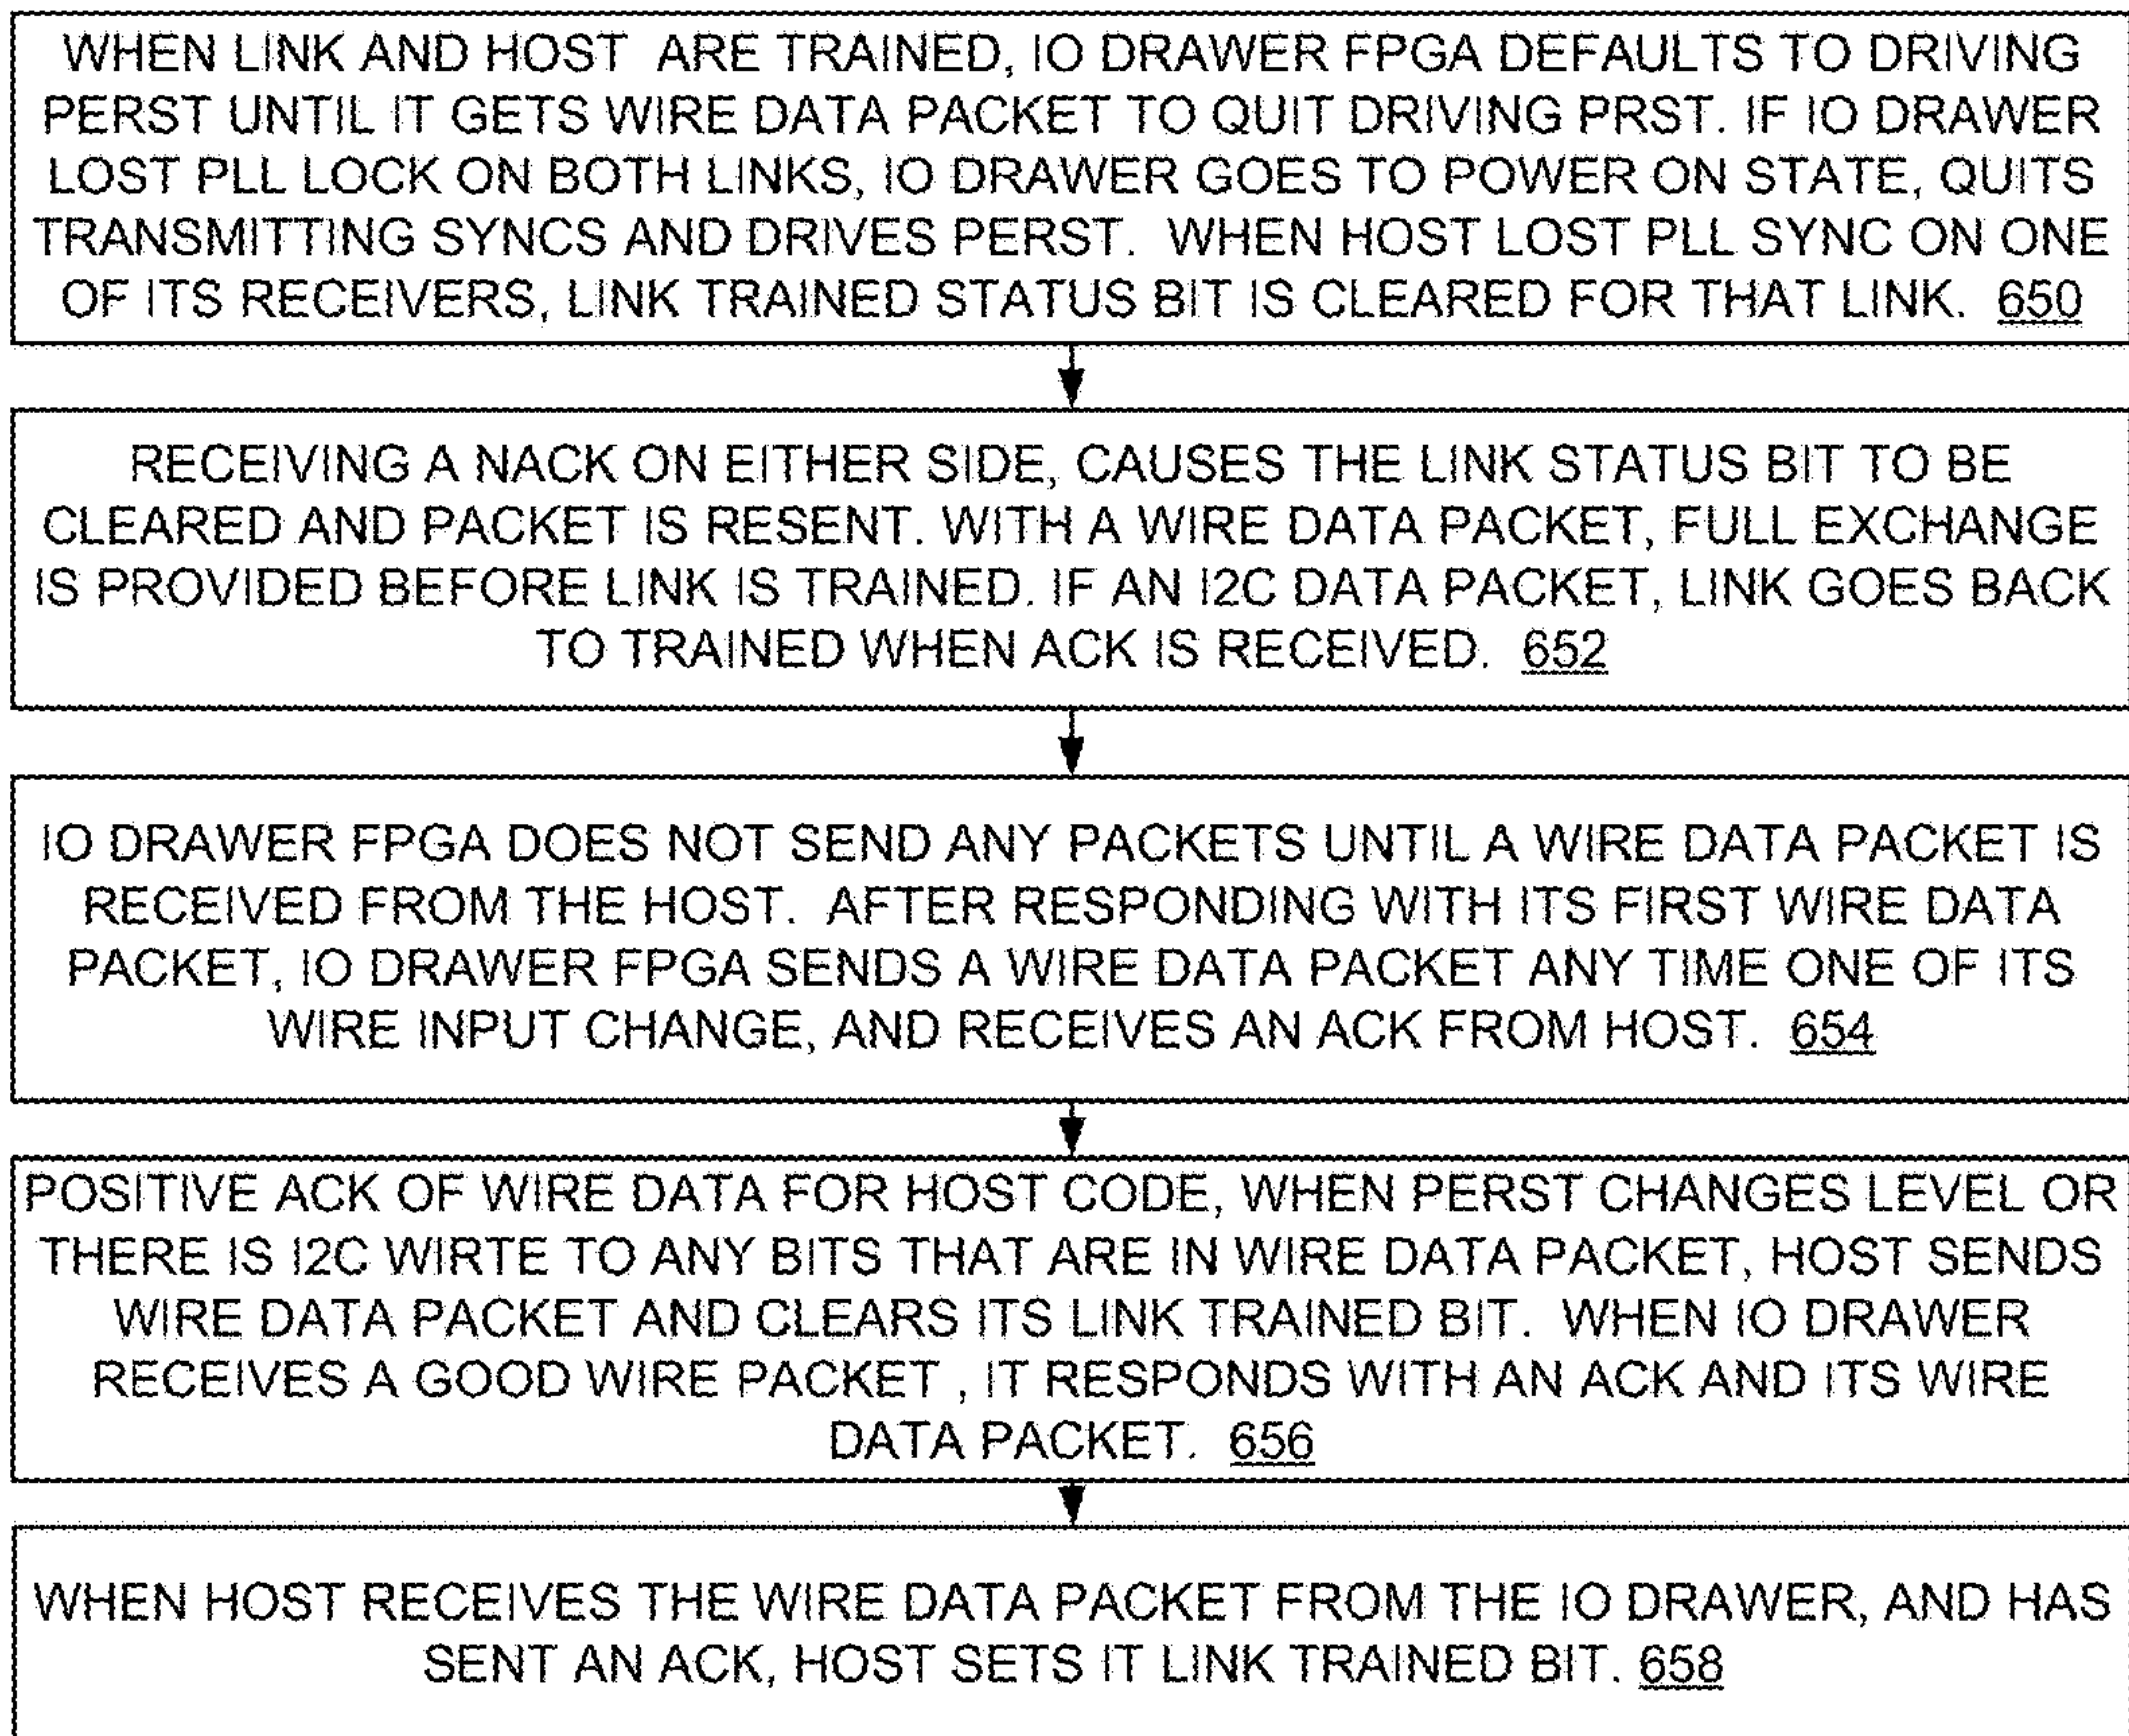 WHEN LINK AND HOST ARE TRAINED, IO DRAWER FPGA DEFAULTS TO DRIVING
PERST UNTIL IT GETS WIRE DATA PACKET TO QUIT DRIVING PRST. IF IO DRAWER
LOST PLL LOCK ON BOTH LINKS, IO DRAWER GOES TO POWER ON STATE, QUITS
TRANSMITTING SYNCS AND DRIVES PERST. WHEN HOST LOST PLL SYNC ON ONE
OF ITS RECEIVERS, LINK TRAINED STATUS BIT IS CLEARED FOR THAT LINK. 650
RECEIVING A NACK ON EITHER SIDE, CAUSES THE LINK STATUS BIT TO BE
CLEARED AND PACKET IS RESENT. WITH A WIRE DATA PACKET, FULL EXCHANGE
IS PROVIDED BEFORE LINK IS TRAINED. IF AN I2C DATA PACKET, LINK GOES BACK
TO TRAINED WHEN ACK IS RECEIVED. 652
IO DRAWER FPGA DOES NOT SEND ANY PACKETS UNTIL A WIRE DATA PACKET IS
RECEIVED FROM THE HOST. AFTER RESPONDING WITH ITS FIRST WIRE DATA
PACKET, IO DRAWER FPGA SENDS A WIRE DATA PACKET ANY TIME ONE OF ITS
WIRE INPUT CHANGE, AND RECEIVES AN ACK FROM HOST. 654
POSITIVE ACK OF WIRE DATA FOR HOST CODE, WHEN PERST CHANGES LEVEL OR
THERE IS I2C WIRTE TO ANY BITS THAT ARE IN WIRE DATA PACKET, HOST SENDS
WIRE DATA PACKET AND CLEARS ITS LINK TRAINED BIT. WHEN IO DRAWER
RECEIVES A GOOD WIRE PACKET , IT RESPONDS WITH AN ACK AND ITS WIRE
DATA PACKET. 656
WHEN HOST RECEIVES THE WIRE DATA PACKET FROM THE IO DRAWER, AND HAS
SENT AN ACK, HOST SETS IT LINK TRAINED BIT. 658